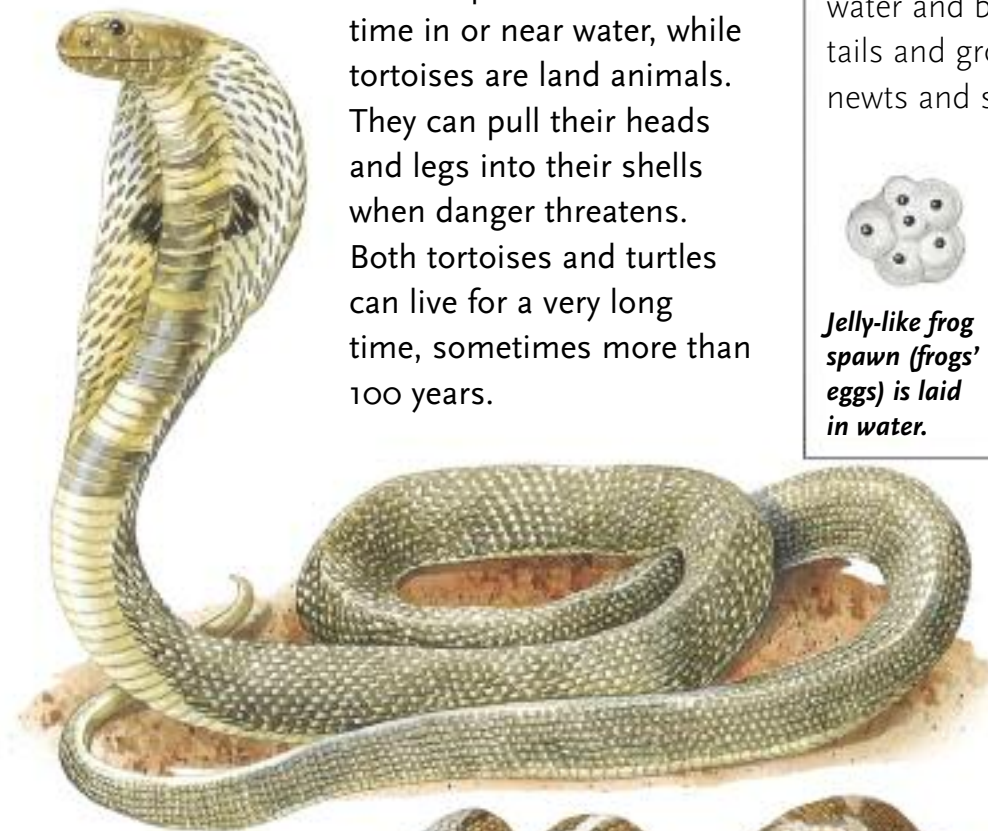 time in or near water, while
tortoises are land animals.
They can pull their heads
and legs into their shells
when danger threatens.
Both tortoises and turtles
can live for a very long
time, sometimes more than
100 years.
water and b
tails and gro
newts and s
Jelly-like frog
spawn (frogs’
eggs) is laid
in water.